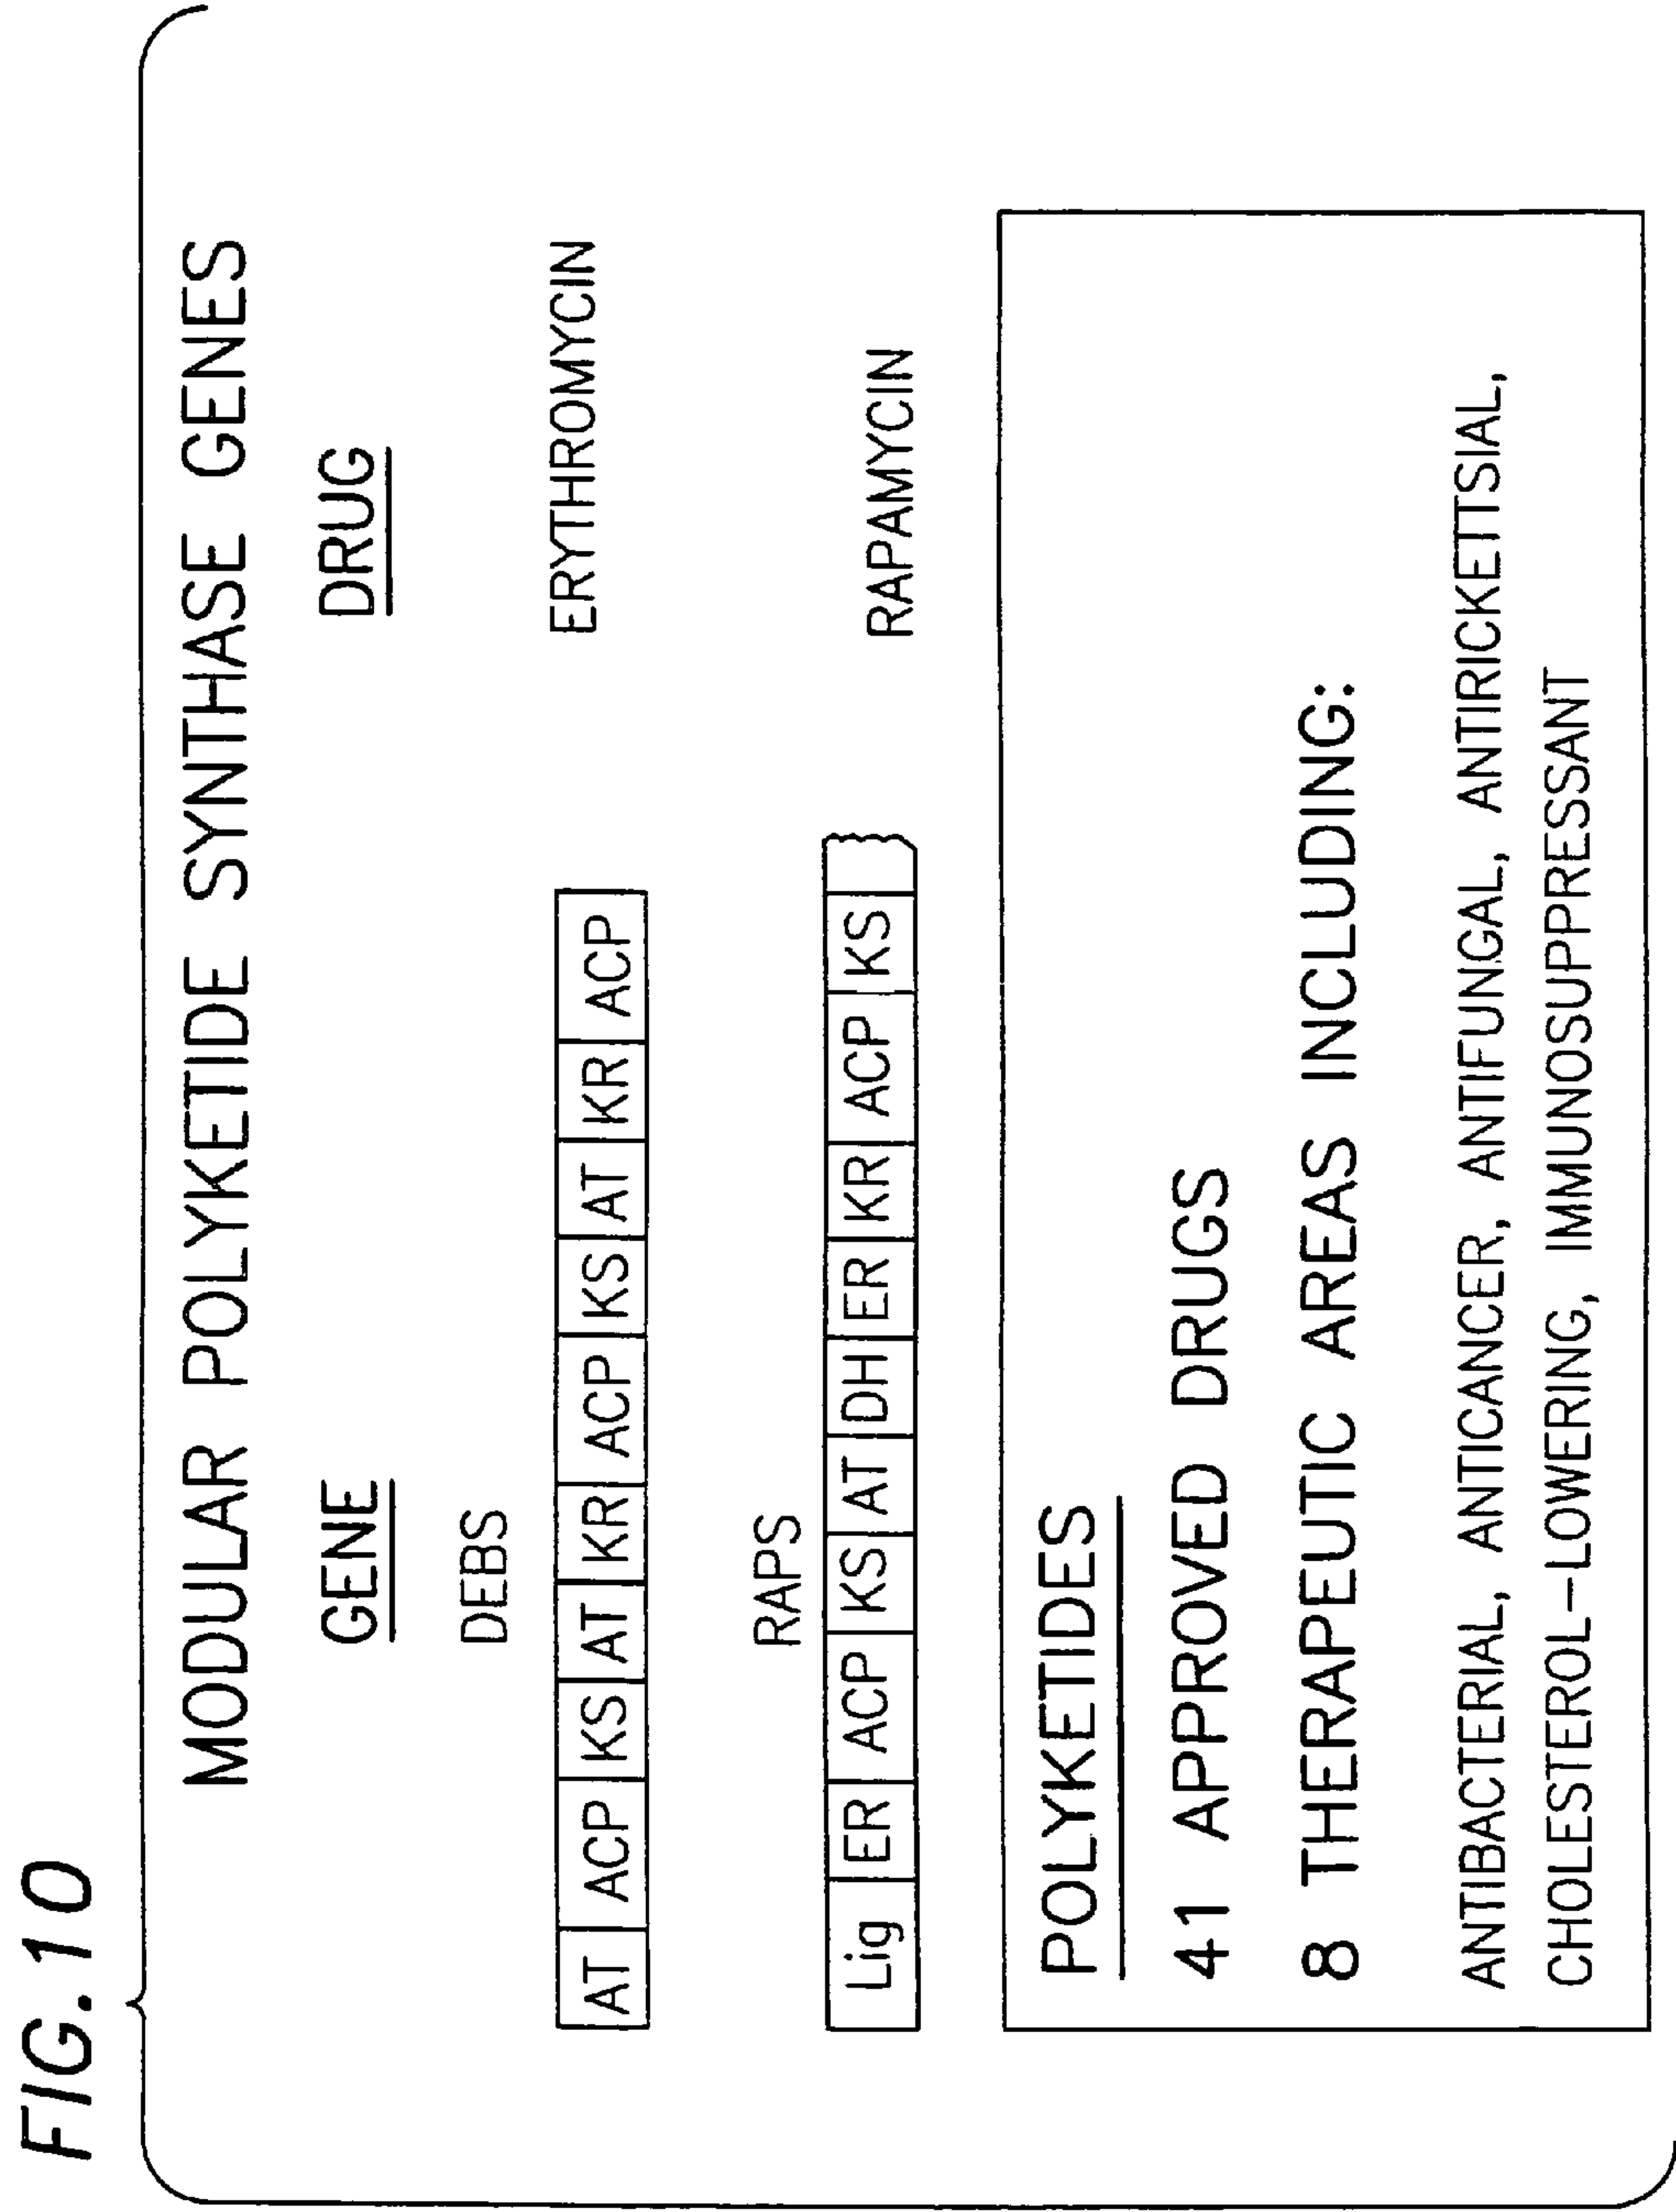 FIG. 10
MODULAR POLYKETIDE SYNTHASE GENES
GENE DRUG
DEBS
AT ACP KS AT KR ACP KS AT KR ACP ERYTHROMYCIN
RAPS
Lig ER ACP KS AT DH ER KR ACP KS RAPAMYCIN
POLYKETIDES
41 APPROVED DRUGS
8 THERAPEUTIC AREAS INCLUDING:
ANTIBACTERIAL, ANTICANCER, ANTIFUNGAL, ANTIRICKETTSIAL,
CHOLESTEROL-LOWERING, IMMUNOSUPPRESSANT